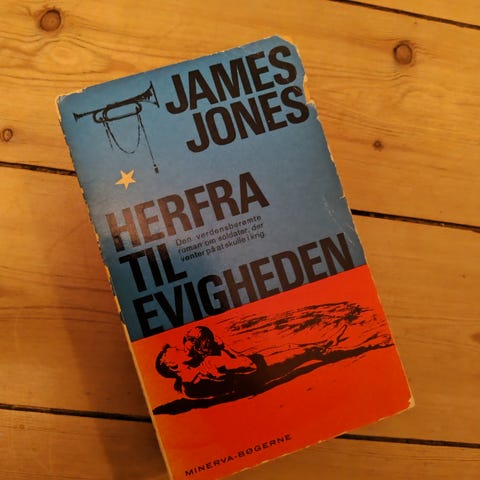 JAMES
JONES
HERFRA
Den verdensberømte
roman om soldater, der
venter på at skulle i krig.
TIL
EVIGHEDEN
MINERVA-BØGERNE